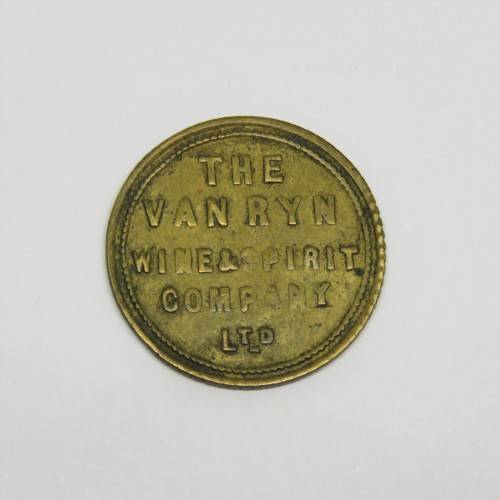 THE
VAN RYN
WINE & SPIRIT
COMPANY
LTD